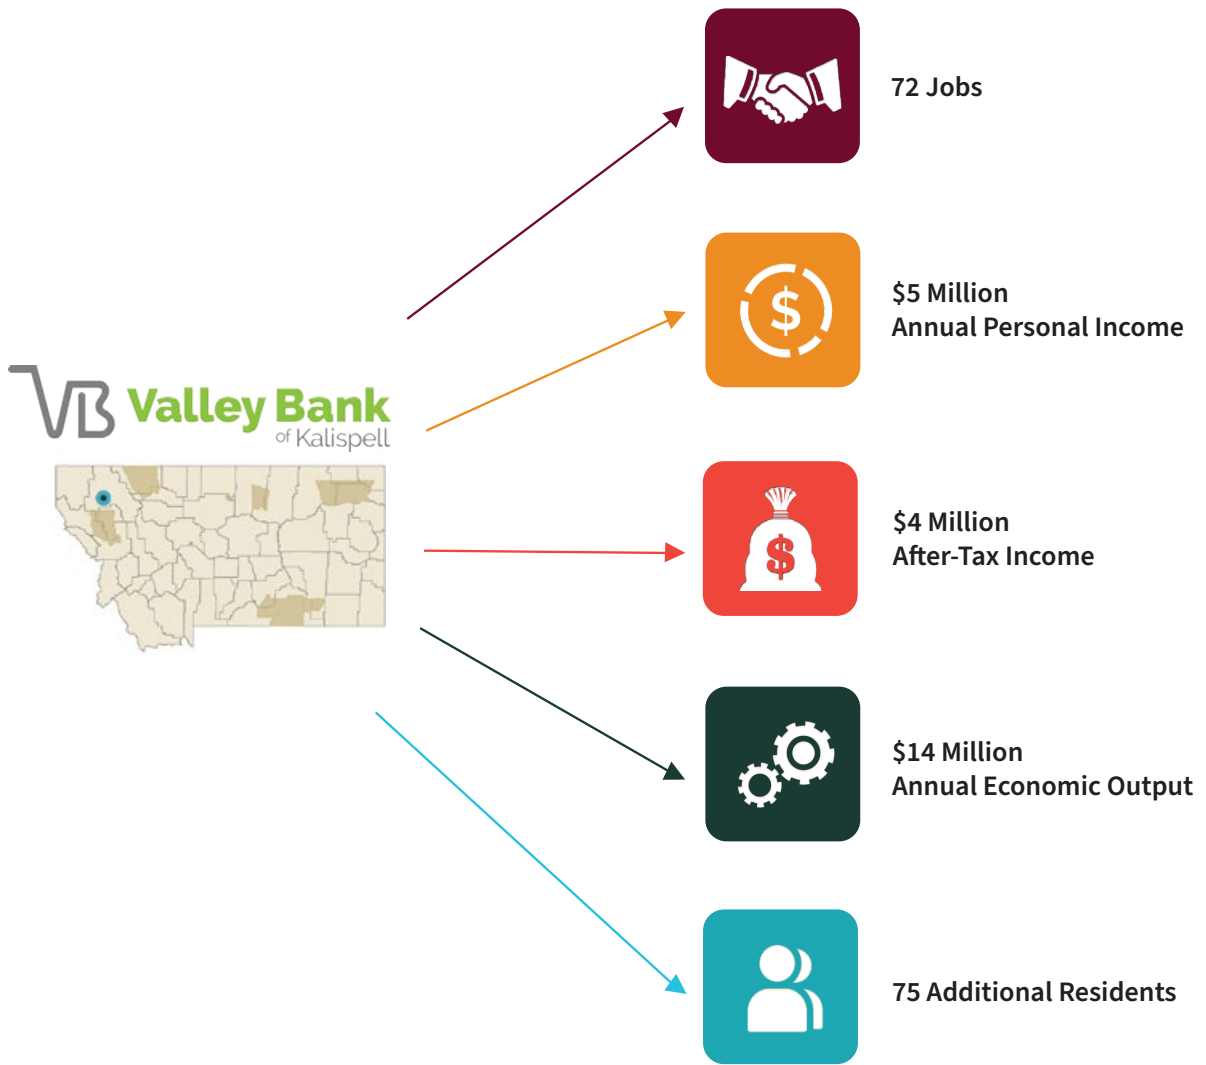 72 Jobs
$5 Million
Annual Personal Income
VB Valley Bank
of Kalispell
$4 Million
After-Tax Income
$14 Million
Annual Economic Output
75 Additional Residents